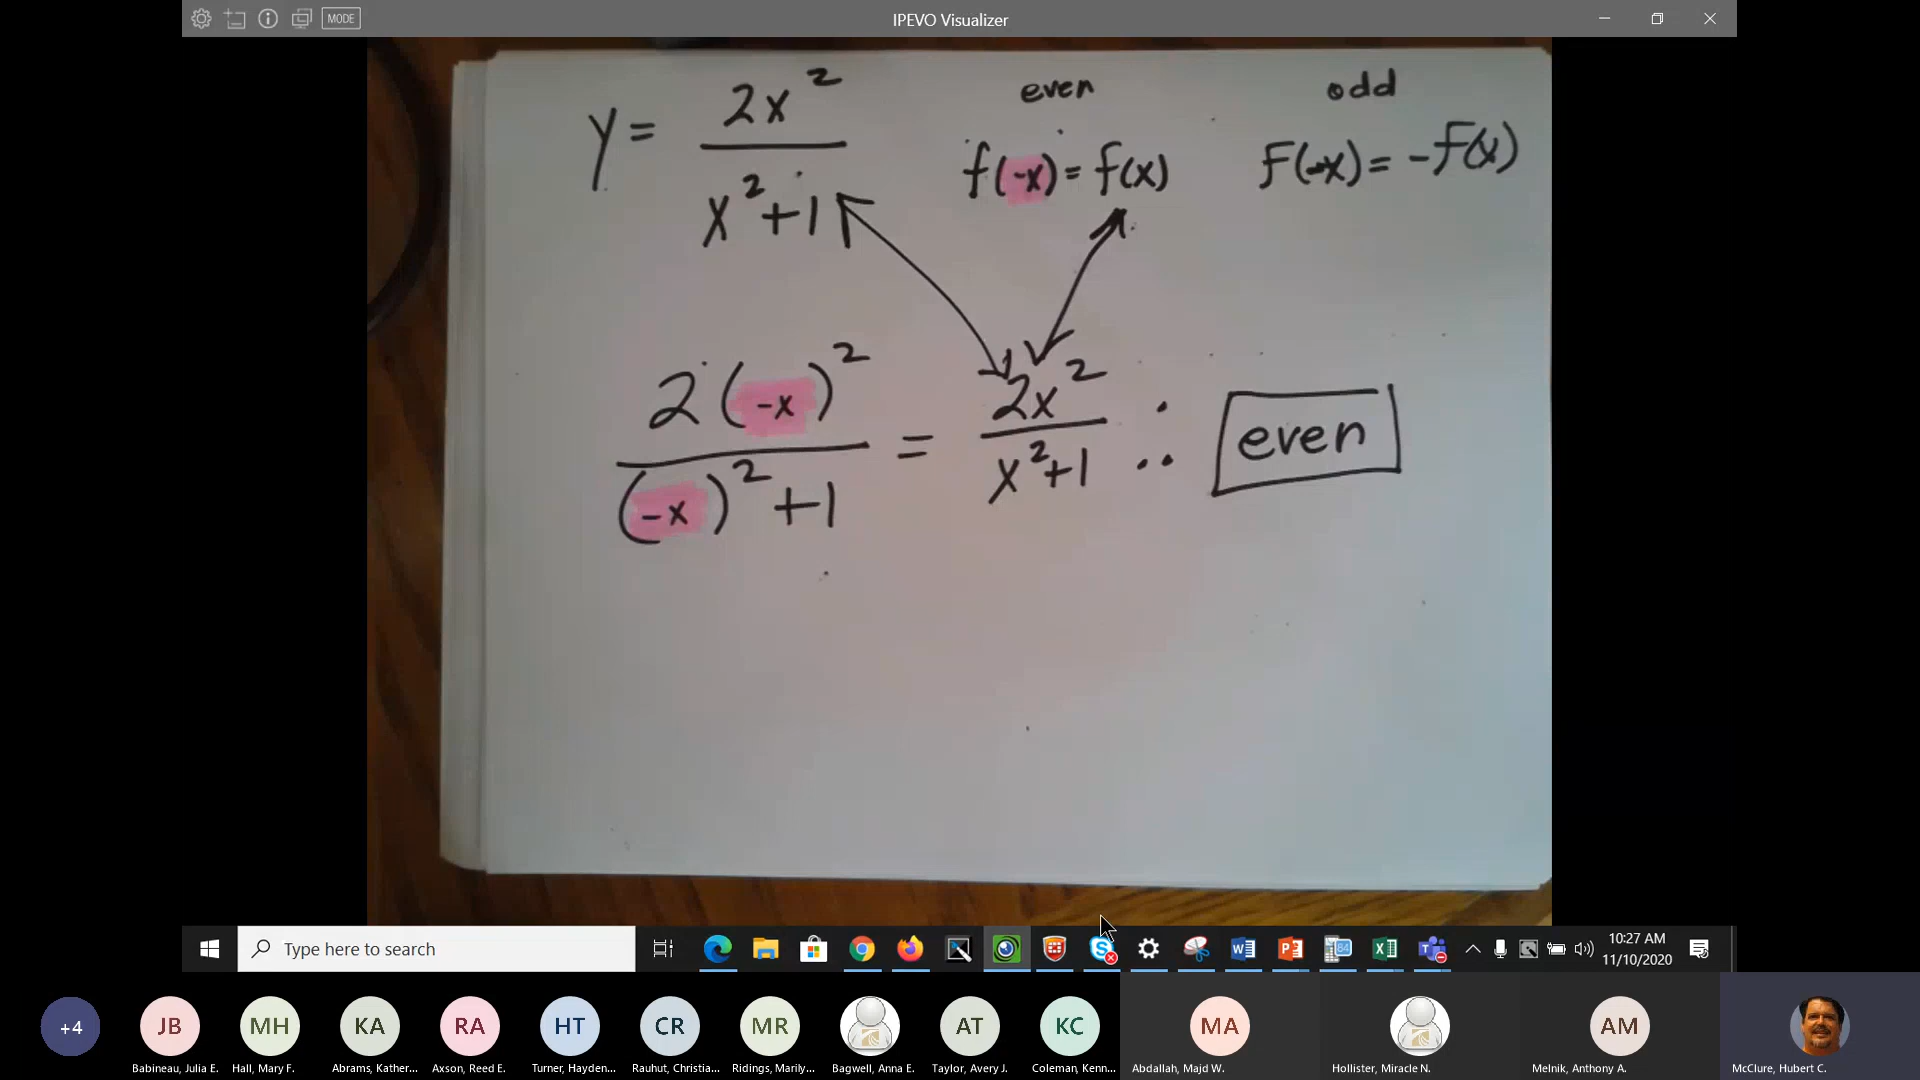 MODE
IPEVO Visualizer
y = 2x² / x²+1
even
f(-x) = f(x)
odd
f(-x) = -f(x)
2(-x)² / (-x)² + 1 = 2x² / x²+1 ∴ even
Type here to search
84
10:27 AM
11/10/2020
+4
JB
MH
KA
RA
HT
CR
MR
AT
KC
MA
AM
Babineau, Julia E.
Hall, Mary F.
Abrams, Kather...
Axson, Reed E.
Turner, Hayden...
Rauhut, Christia...
Ridings, Marily...
Bagwell, Anna E.
Taylor, Avery J.
Coleman, Kenn...
Abdallah, Majd W.
Hollister, Miracle N.
Melnik, Anthony A.
McClure, Hubert C.